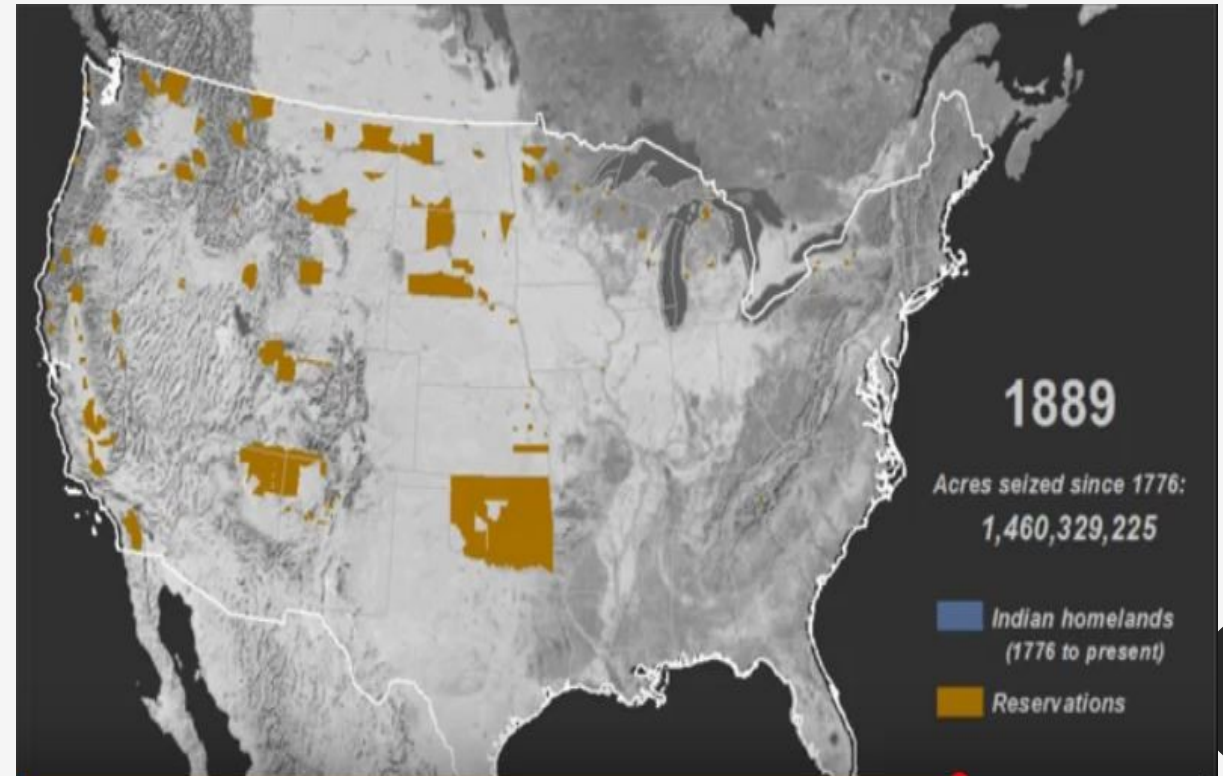 1889
Acres seized since 1776:
1,460,329,225
Indian homelands
(1776 to present)
Reservations